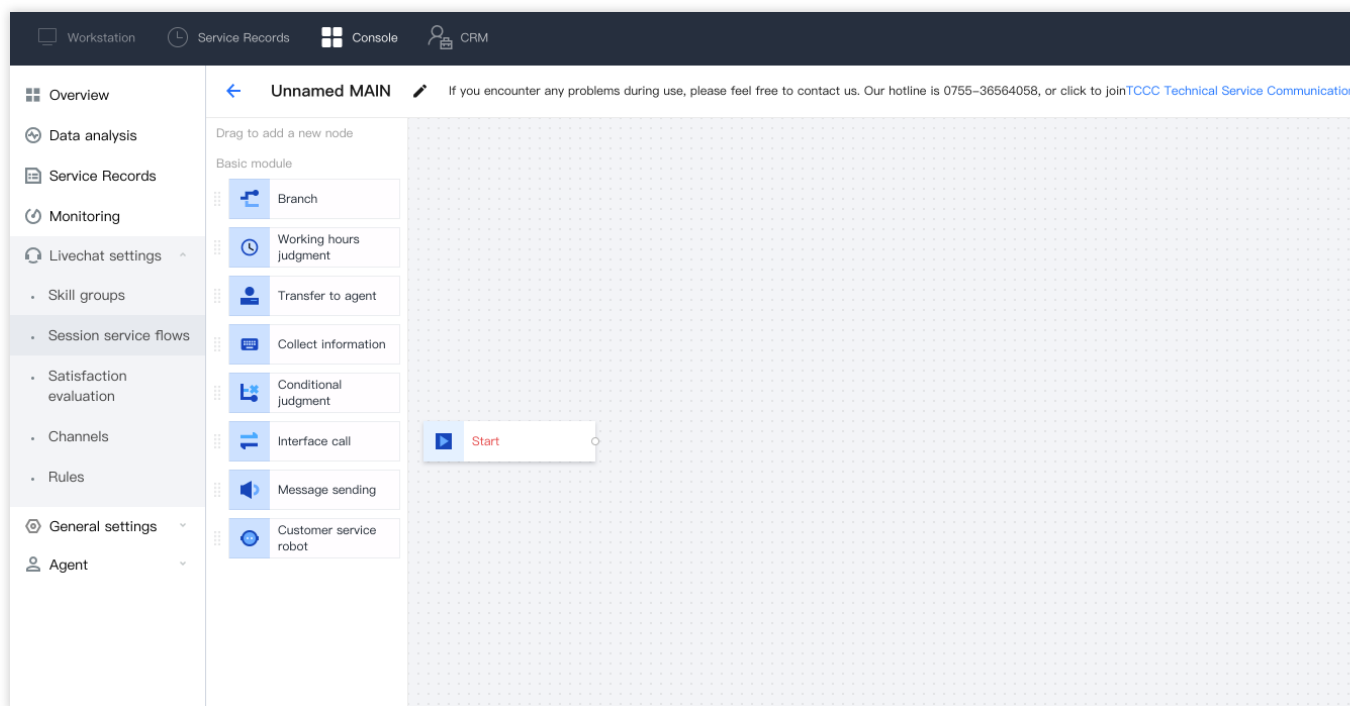 Workstation
Service Records
Console
CRM
Overview
Data analysis
Service Records
Monitoring
Livechat settings
Skill groups
Session service flows
Satisfaction
evaluation
Channels
Rules
General settings
Agent
Unnamed MAIN
If you encounter any problems during use, please feel free to contact us. Our hotline is 0755-36564058, or click to joinTCCC Technical Service Communication
Drag to add a new node
Basic module
Branch
Working hours
judgment
Transfer to agent
Collect information
Conditional
judgment
Interface call
Message sending
Customer service
robot
Start